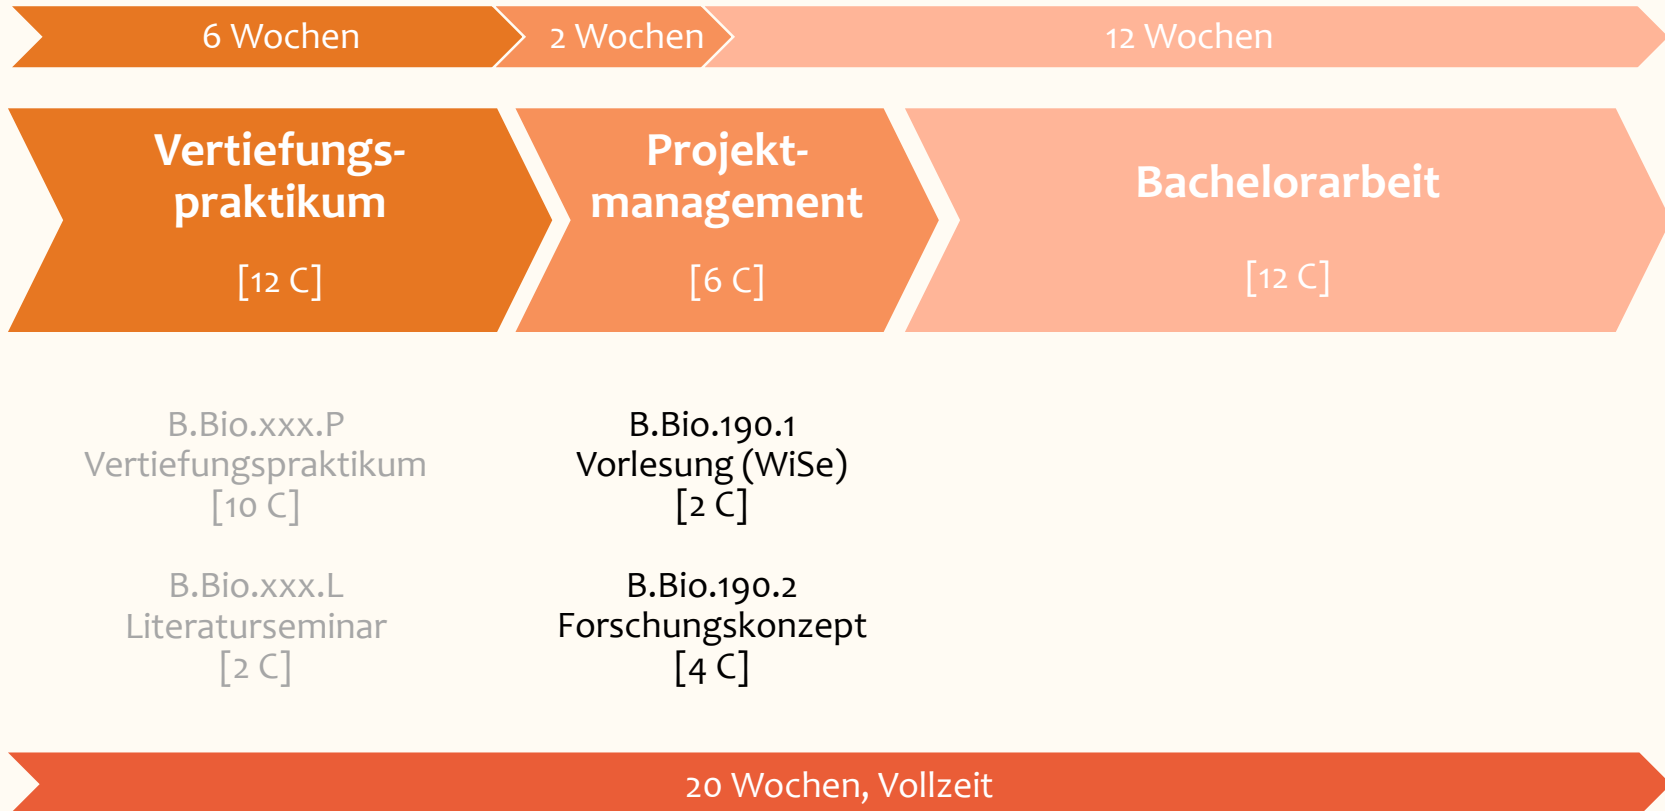 6 Wochen
2 Wochen
12 Wochen
Vertiefungs-
praktikum
[12 C]
Projekt-
management
[6 C]
Bachelorarbeit
[12 C]
B.Bio.xxx.P
Vertiefungspraktikum
[10 C]
B.Bio.xxx.L
Literaturseminar
[2 C]
B.Bio.190.1
Vorlesung (WiSe)
[2 C]
B.Bio.190.2
Forschungskonzept
[4 C]
20 Wochen, Vollzeit